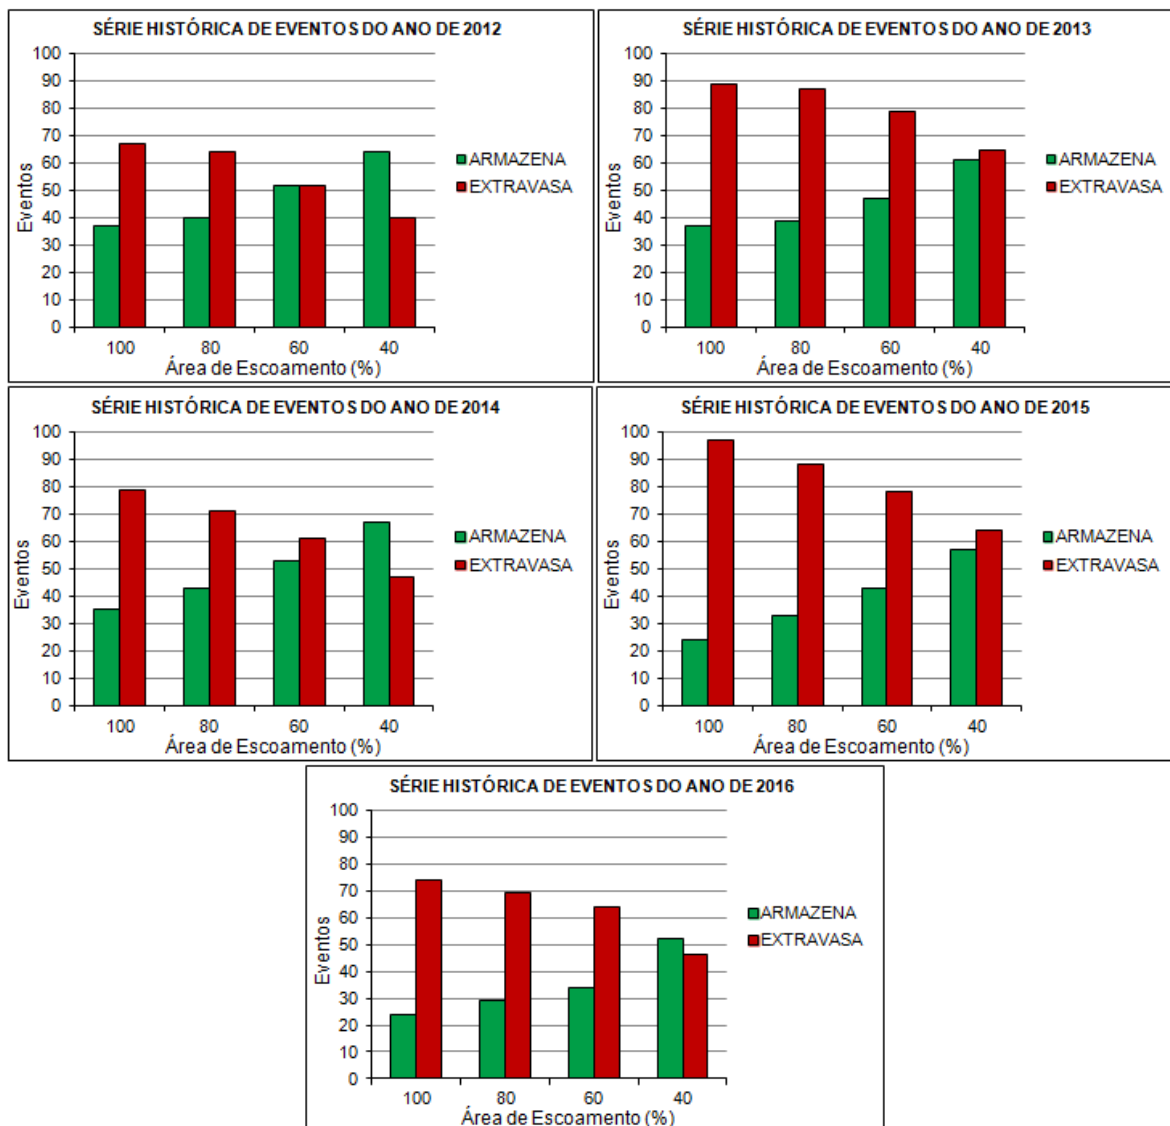 SÉRIE HISTÓRICA DE EVENTOS DO ANO DE 2012
100
90
80
70
60
50
40
30
20
10
0
Eventos
100 80 60 40
Área de Escoamento (%)
ARMAZENA
EXTRAVASA
SÉRIE HISTÓRICA DE EVENTOS DO ANO DE 2013
100
90
80
70
60
50
40
30
20
10
0
Eventos
100 80 60 40
Área de Escoamento (%)
ARMAZENA
EXTRAVASA
SÉRIE HISTÓRICA DE EVENTOS DO ANO DE 2014
100
90
80
70
60
50
40
30
20
10
0
Eventos
100 80 60 40
Área de Escoamento (%)
ARMAZENA
EXTRAVASA
SÉRIE HISTÓRICA DE EVENTOS DO ANO DE 2015
100
90
80
70
60
50
40
30
20
10
0
Eventos
100 80 60 40
Área de Escoamento (%)
ARMAZENA
EXTRAVASA
SÉRIE HISTÓRICA DE EVENTOS DO ANO DE 2016
100
90
80
70
60
50
40
30
20
10
0
Eventos
100 80 60 40
Área de Escoamento (%)
ARMAZENA
EXTRAVASA